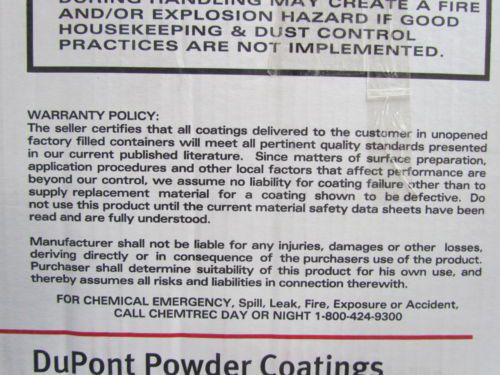 DURING HANDLING MAY CREATE A FIRE
AND/OR EXPLOSION HAZARD IF GOOD
HOUSEKEEPING & DUST CONTROL
PRACTICES ARE NOT IMPLEMENTED.
WARRANTY POLICY:
The seller certifies that all coatings delivered to the customer in unopened
factory filled containers will meet all pertinent quality standards presented
in our current published literature. Since matters of surface preparation,
application procedures and other local factors that affect performance are
beyond our control, we assume no liability for coating failure other than to
supply replacement material for a coating shown to be defective. Do
not use this product until the current material safety data sheets have been
read and are fully understood.
Manufacturer shall not be liable for any injuries, damages or other losses,
deriving directly or in consequence of the purchasers use of the product.
Purchaser shall determine suitability of this product for his own use, and
thereby assumes all risks and liabilities in connection therewith.
FOR CHEMICAL EMERGENCY, Spill, Leak, Fire, Exposure or Accident,
CALL CHEMTREC DAY OR NIGHT 1-800-424-9300
DuPont Powder Coatings